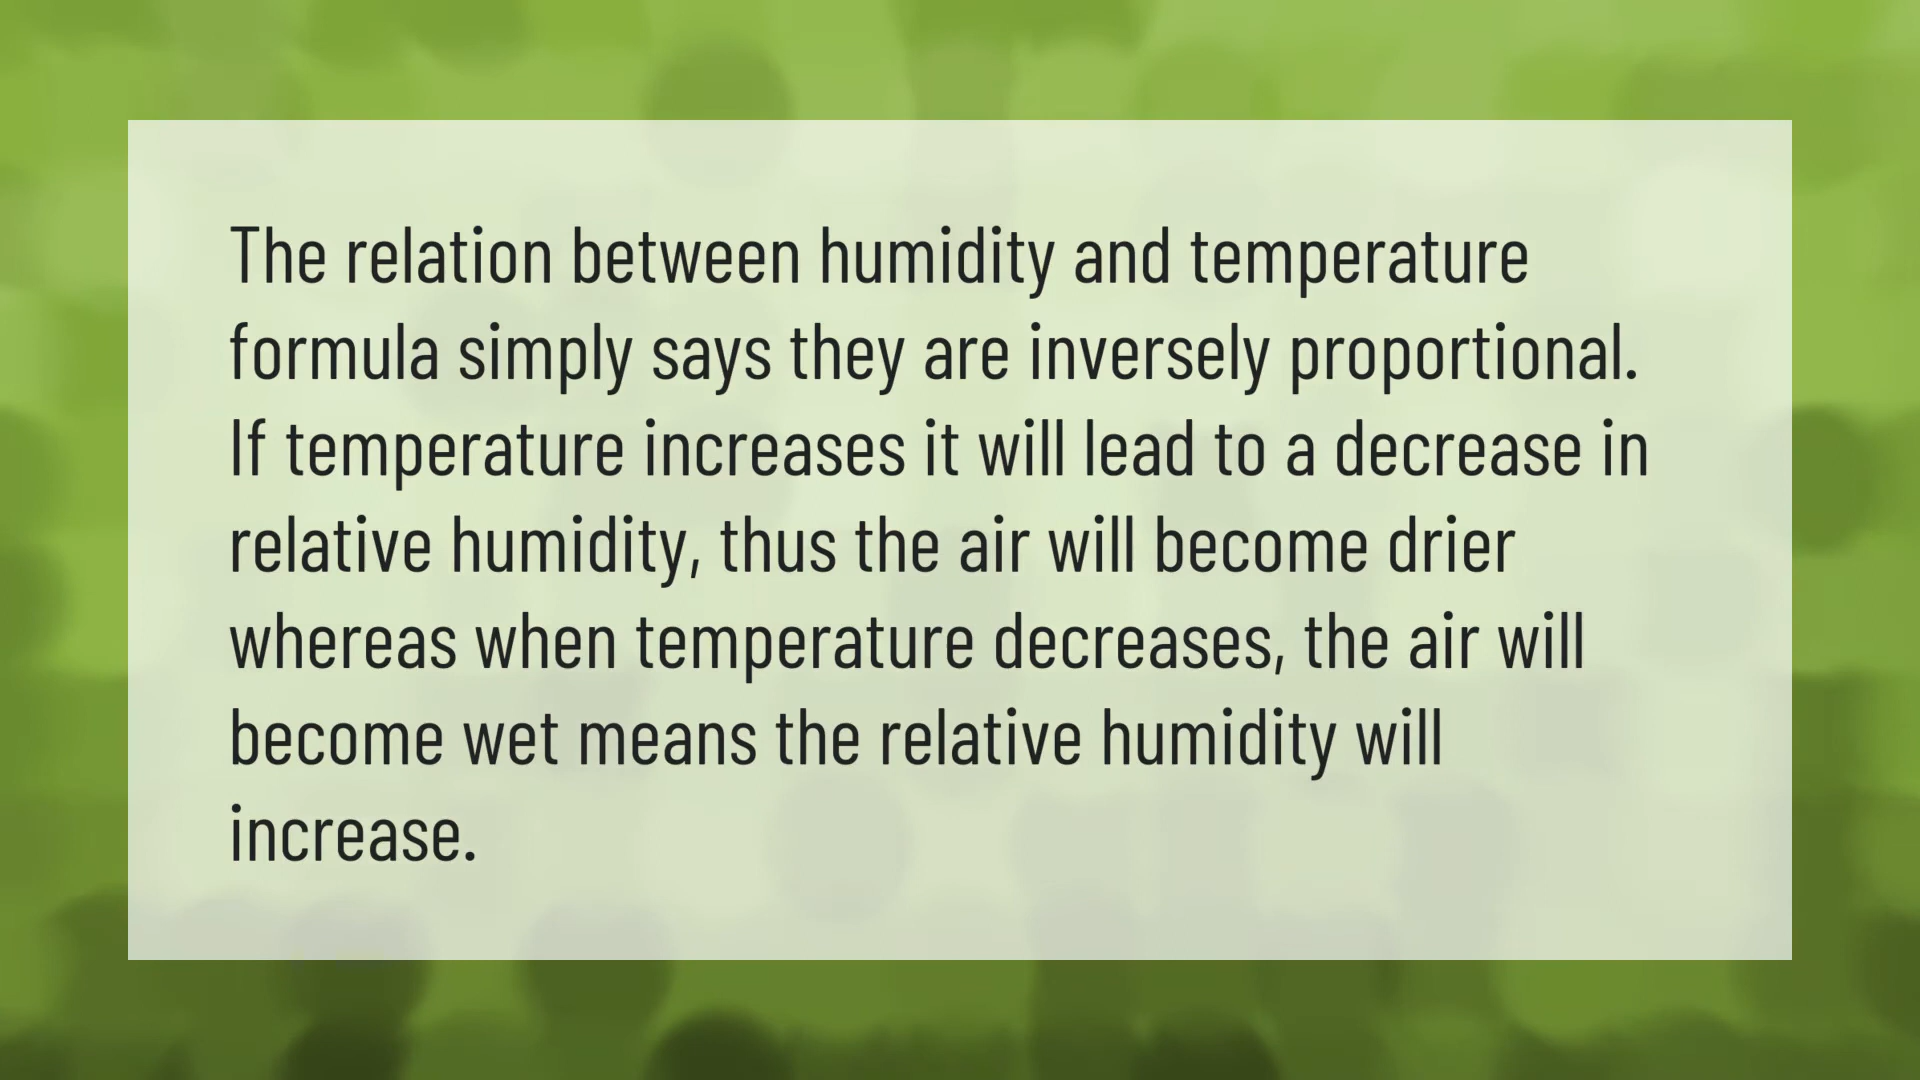 The relation between humidity and temperature
formula simply says they are inversely proportional.
If temperature increases it will lead to a decrease in
relative humidity, thus the air will become drier
whereas when temperature decreases, the air will
become wet means the relative humidity will
increase.